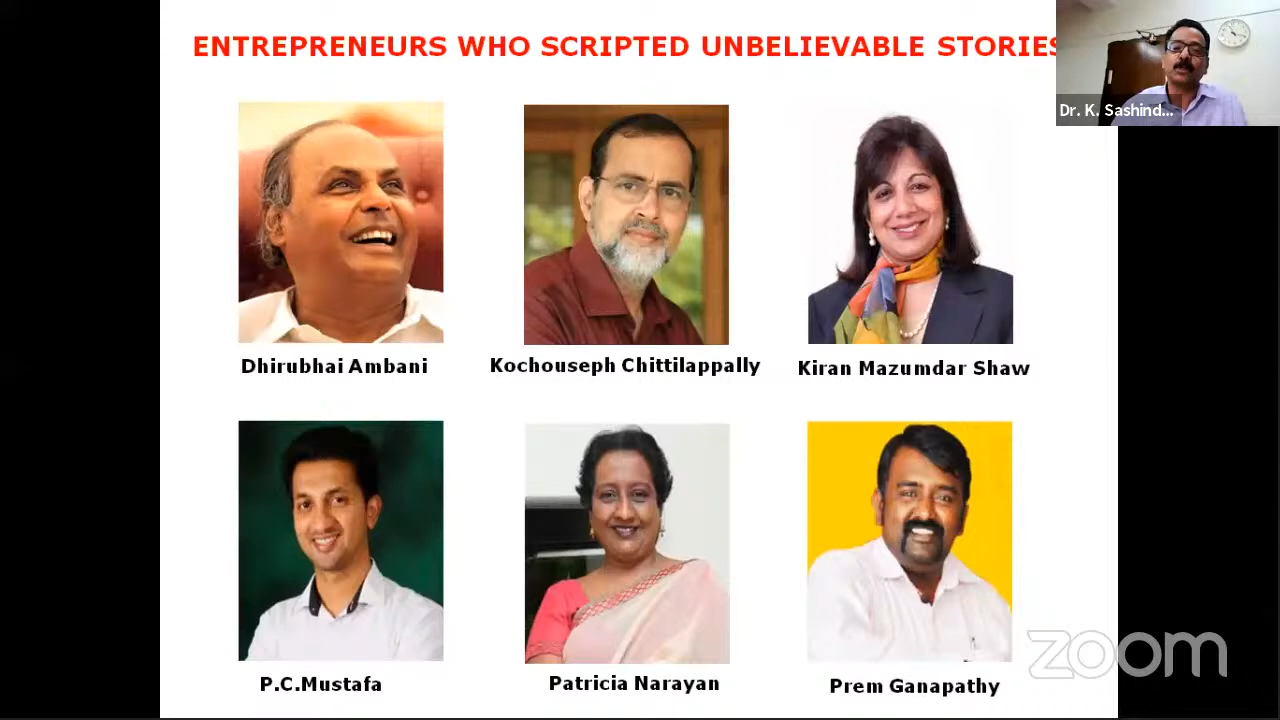 ENTREPRENEURS WHO SCRIPTED UNBELIEVABLE STORIES
Dr. K. Sashind...
Dhirubhai Ambani
Kochouseph Chittilappally
Kiran Mazumdar Shaw
P.C.Mustafa
Patricia Narayan
Prem Ganapathy
zoom